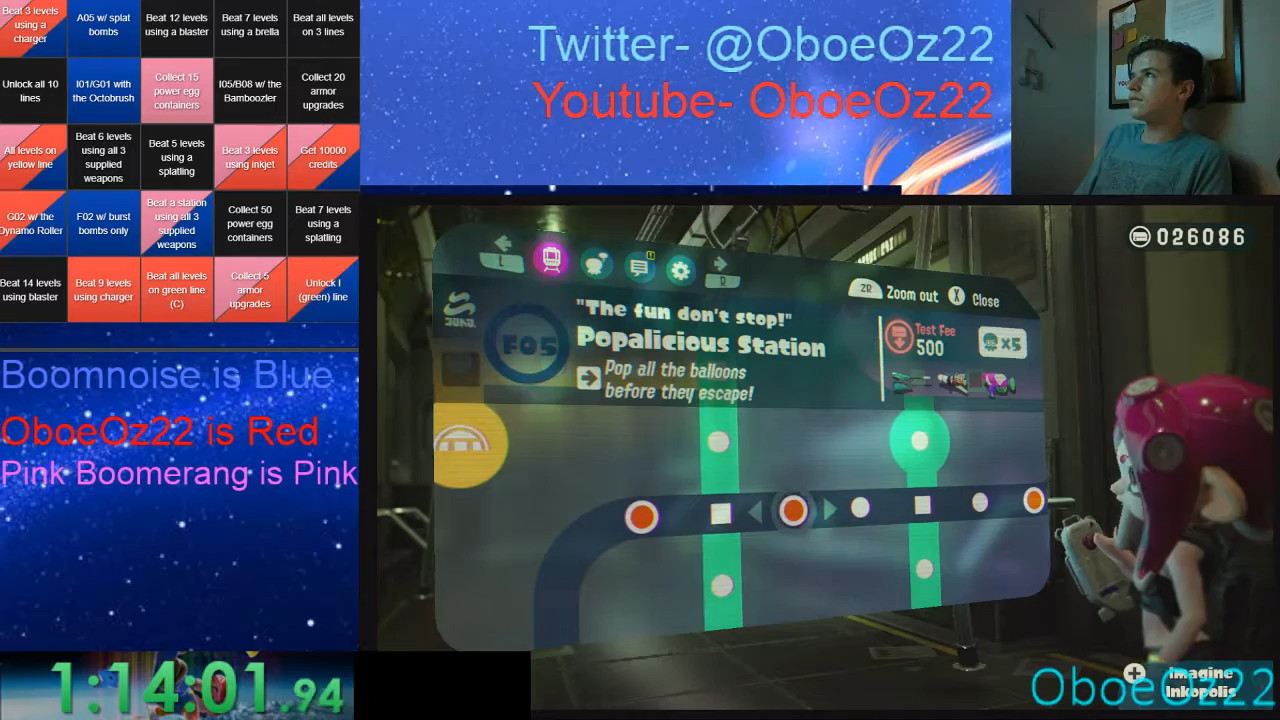 Beat 3 levels
using a
charger
A05 w/ splat
bombs
Beat 12 levels
using a blaster
Beat 7 levels
using a brella
Beat all levels
on 3 lines
Unlock all 10
lines
I01/G01 with
the Octobrush
Collect 15
power egg
containers
I05/B08 w/ the
Bamboozler
Collect 20
armor
upgrades
All levels on
yellow line
Beat 6 levels
using all 3
supplied
weapons
Beat 5 levels
using a
splatling
Beat 3 levels
using inkjet
Get 10000
credits
G02 w/ the
Dynamo Roller
F02 w/ burst
bombs only
Beat a station
using all 3
supplied
weapons
Collect 50
power egg
containers
Beat 7 levels
using a
splatling
Beat 14 levels
using blaster
Beat 9 levels
using charger
Beat all levels
on green line
(C)
Collect 5
armor
upgrades
Unlock I
(green) line
Boomnoise is Blue
OboeOz22 is Red
Pink Boomerang is Pink
1:14:01.94
Twitter- @OboeOz22
Youtube- OboeOz22
026086
L
R
ZR Zoom out X Close
F05
"The fun don't stop!"
Popalicious Station
Pop all the balloons
before they escape!
Test Fee
500
x5
Imagine
Inkopolis
OboeOz22